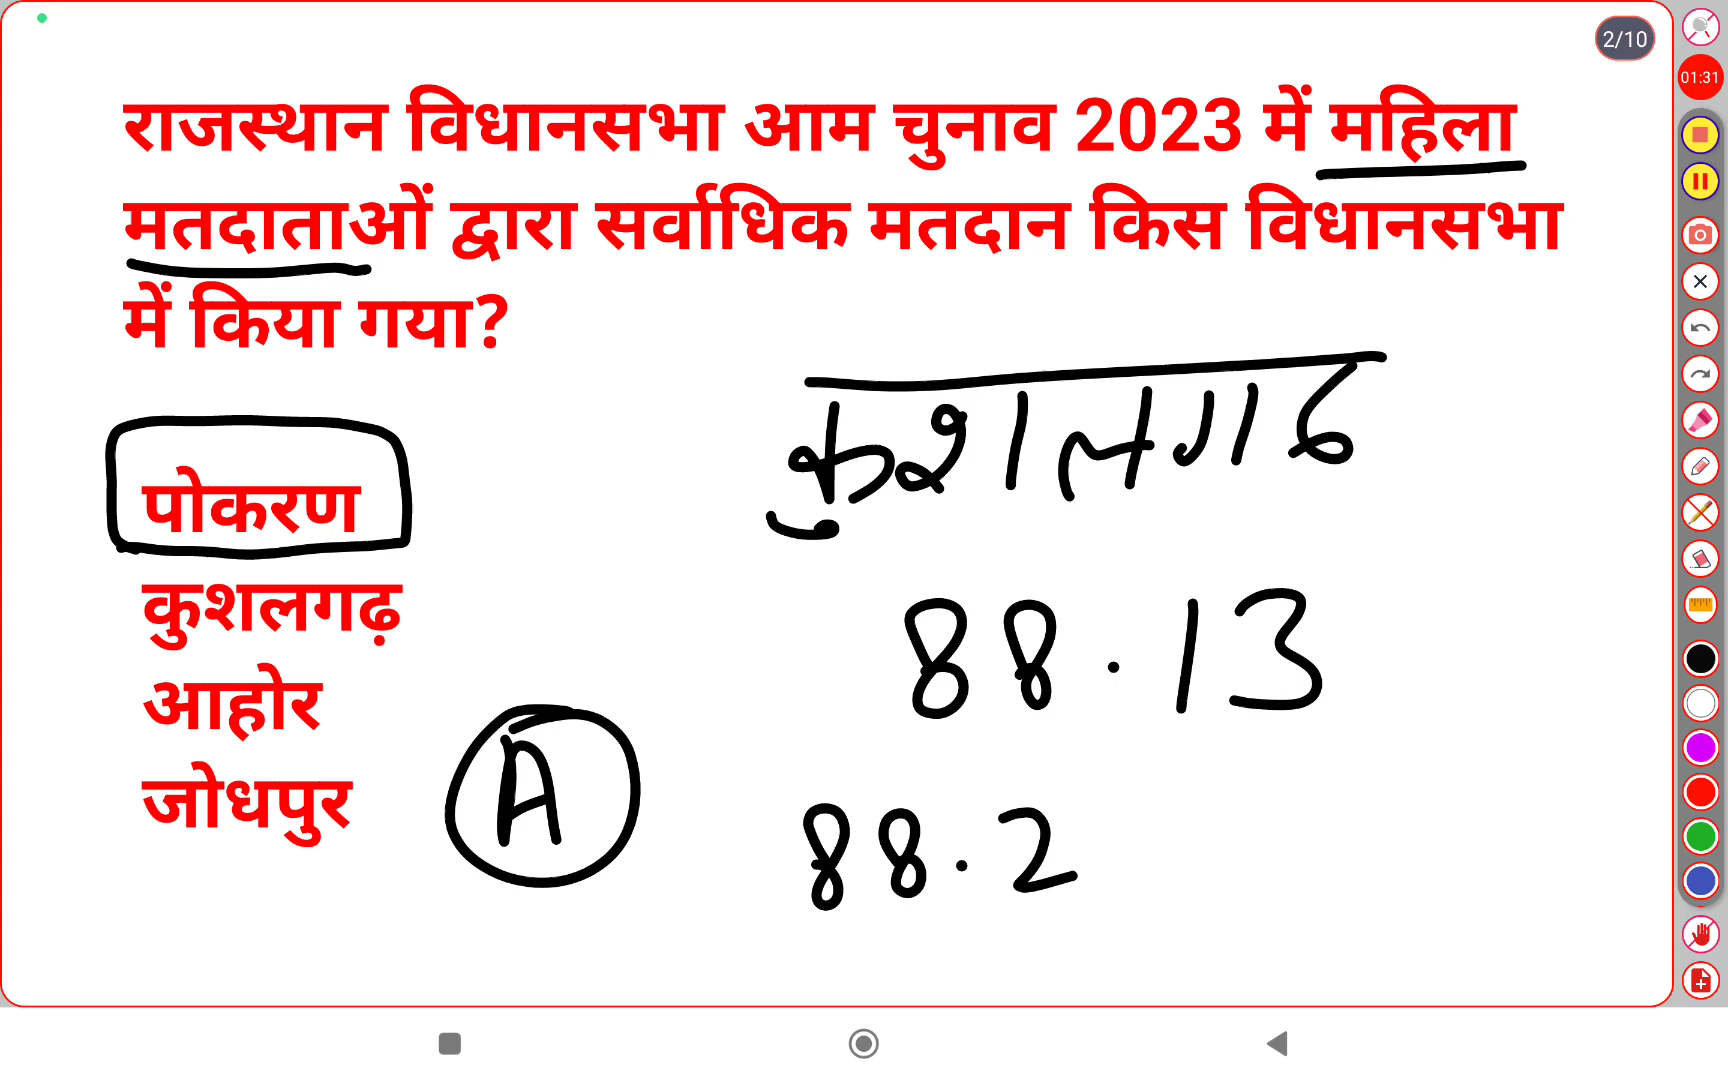 2/10
01:31
राजस्थान विधानसभा आम चुनाव 2023 में महिला
मतदाताओं द्वारा सर्वाधिक मतदान किस विधानसभा
में किया गया?
कुशलगढ
पोकरण
कुशलगढ़
88.13
आहोर
जोधपुर
A
88.2